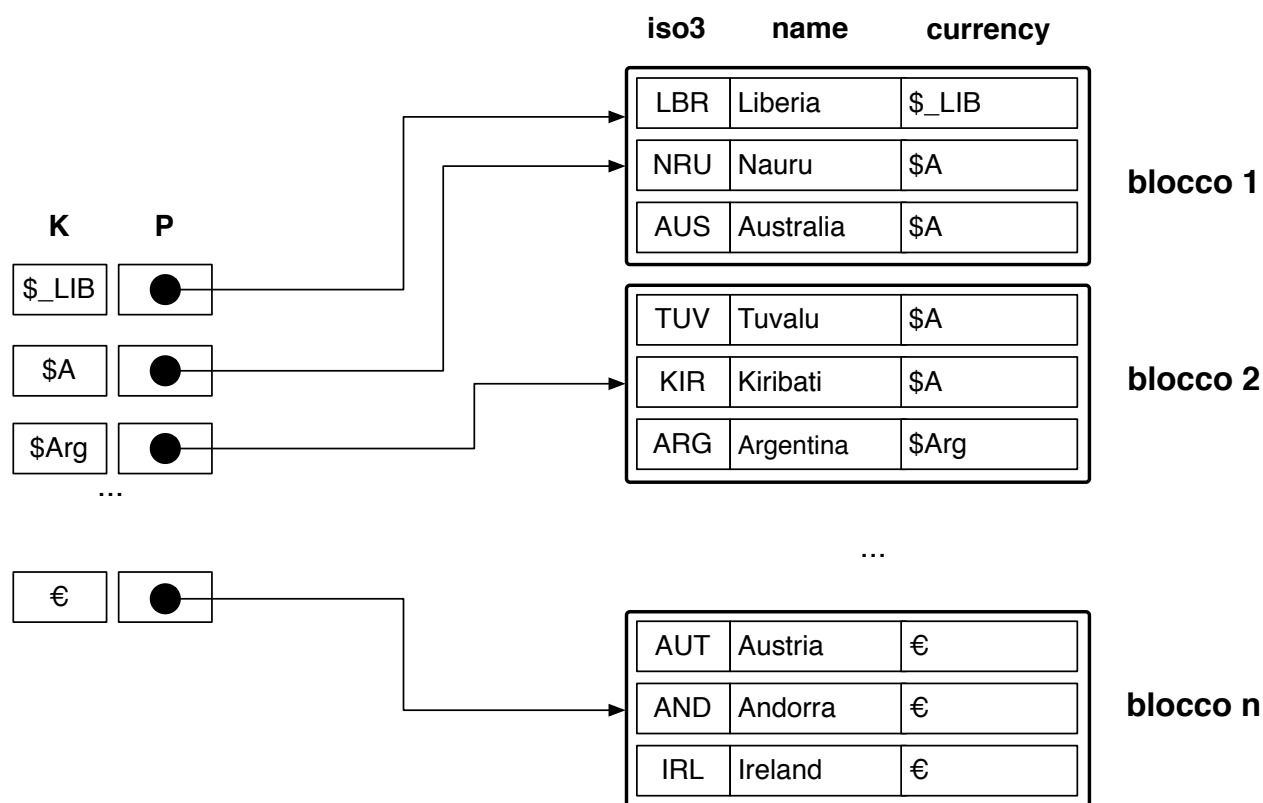 iso3 name currency
LBR Liberia $_LIB
NRU Nauru $A
AUS Australia $A
blocco 1
K P
$_LIB
$A
$Arg
...
€
TUV Tuvalu $A
KIR Kiribati $A
ARG Argentina $Arg
blocco 2
...
AUT Austria €
AND Andorra €
IRL Ireland €
blocco n